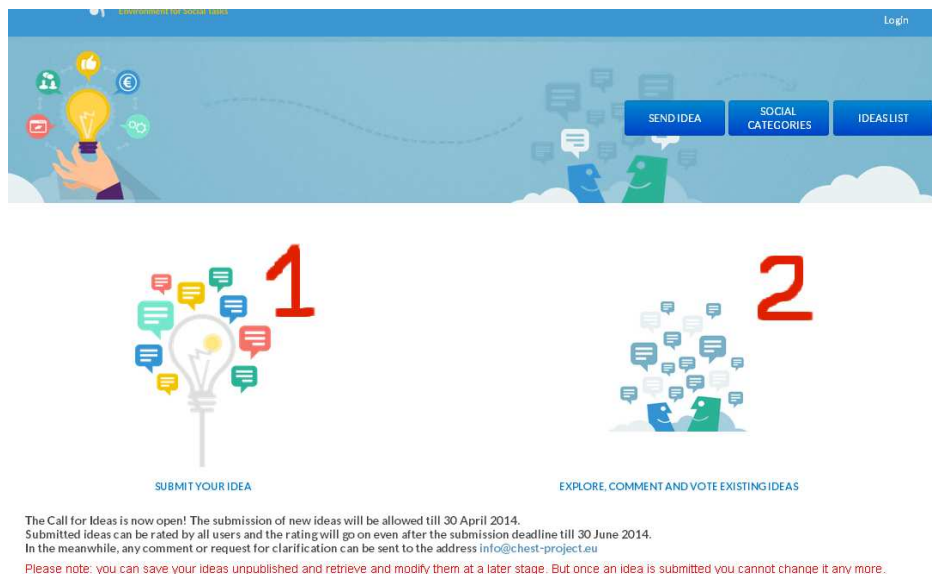 Environment for Social Tasks
Login
SEND IDEA
SOCIAL CATEGORIES
IDEAS LIST
1
2
SUBMIT YOUR IDEA
EXPLORE, COMMENT AND VOTE EXISTING IDEAS
The Call for Ideas is now open! The submission of new ideas will be allowed till 30 April 2014.
Submitted ideas can be rated by all users and the rating will go on even after the submission deadline till 30 June 2014.
In the meanwhile, any comment or request for clarification can be sent to the address info@chest-project.eu
Please note: you can save your ideas unpublished and retrieve and modify them at a later stage. But once an idea is submitted you cannot change it any more.